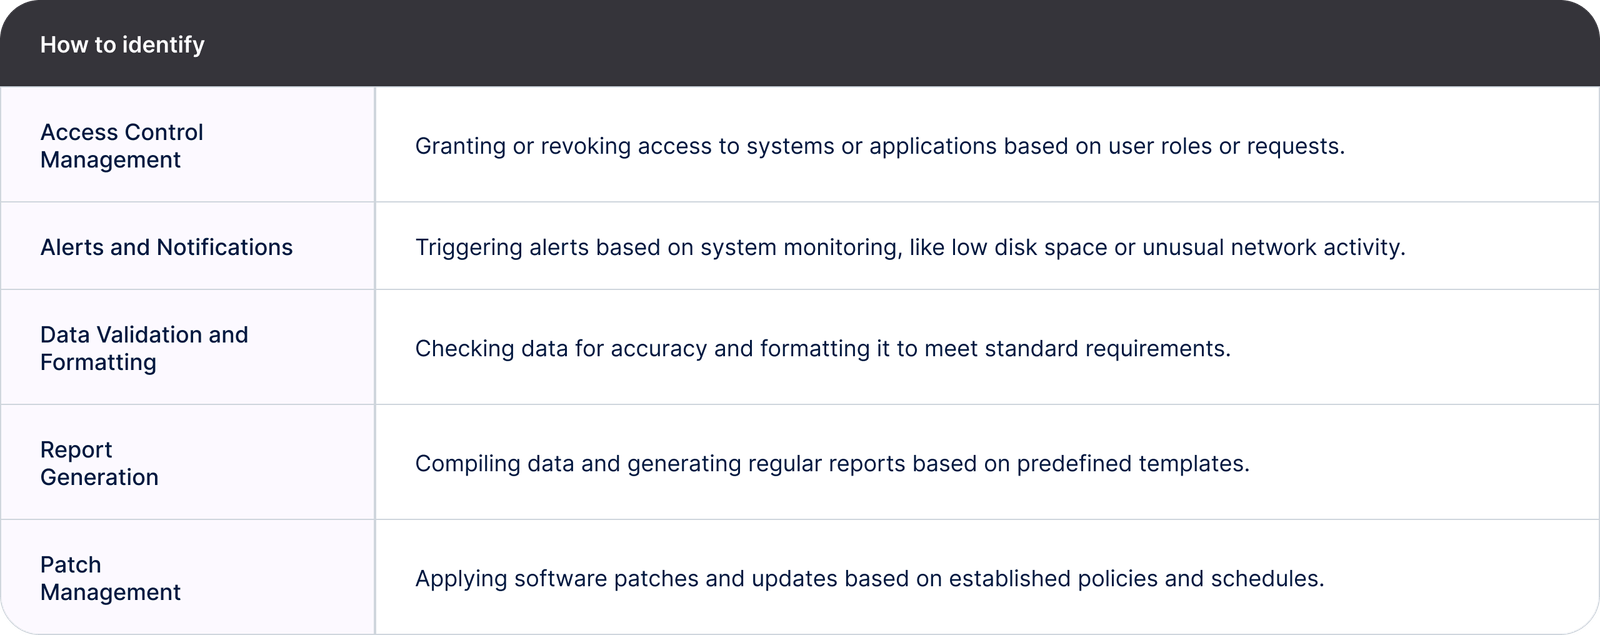 How to identify
Access Control
Management
Granting or revoking access to systems or applications based on user roles or requests.
Alerts and Notifications
Triggering alerts based on system monitoring, like low disk space or unusual network activity.
Data Validation and
Formatting
Checking data for accuracy and formatting it to meet standard requirements.
Report
Generation
Compiling data and generating regular reports based on predefined templates.
Patch
Management
Applying software patches and updates based on established policies and schedules.